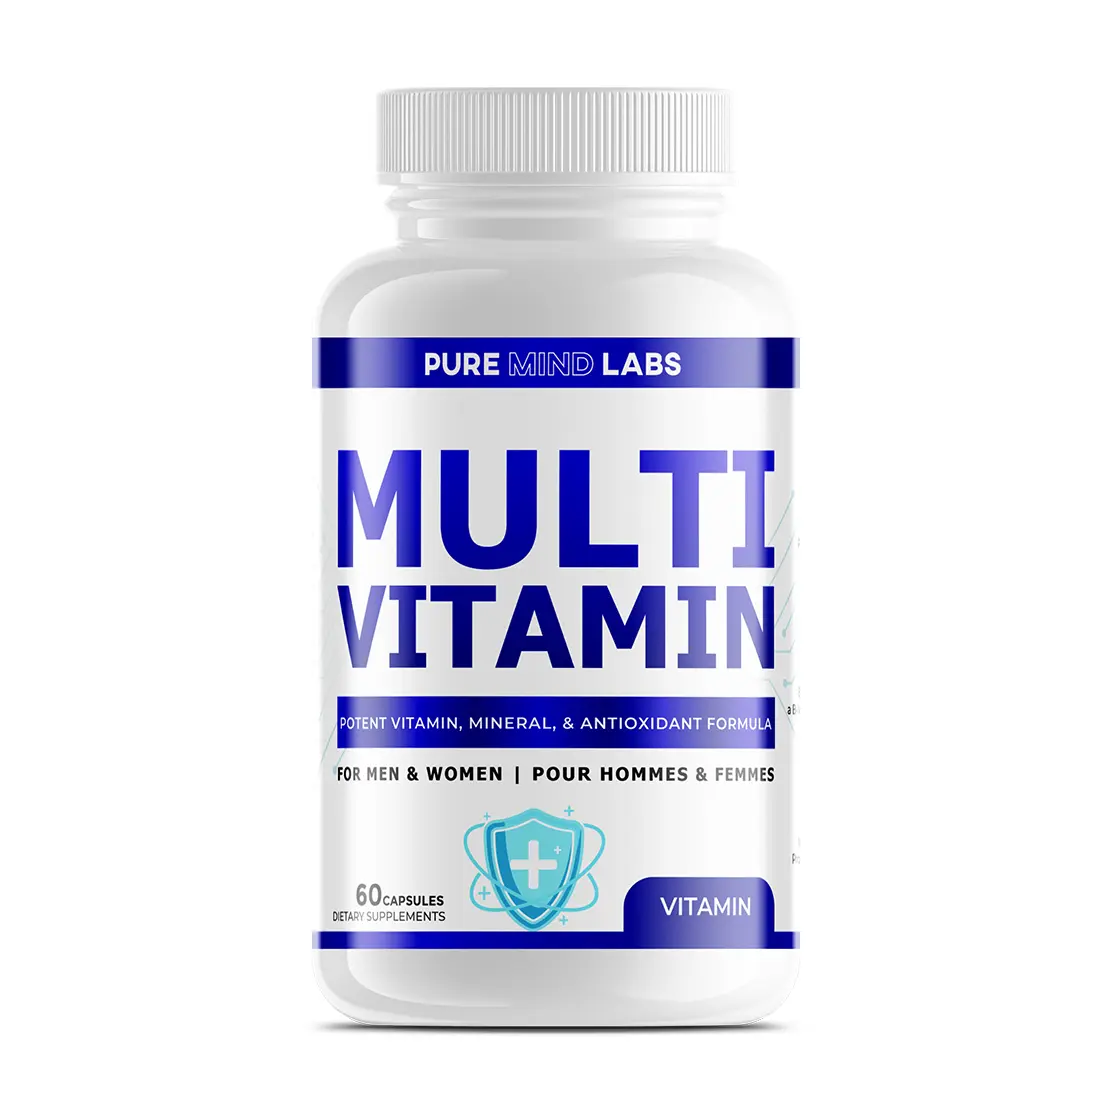 PURE MIND LABS
MULTI
VITAMIN
POTENT VITAMIN, MINERAL, & ANTIOXIDANT FORMULA
FOR MEN & WOMEN | POUR HOMMES & FEMMES
60 CAPSULES
DIETARY SUPPLEMENTS
VITAMIN